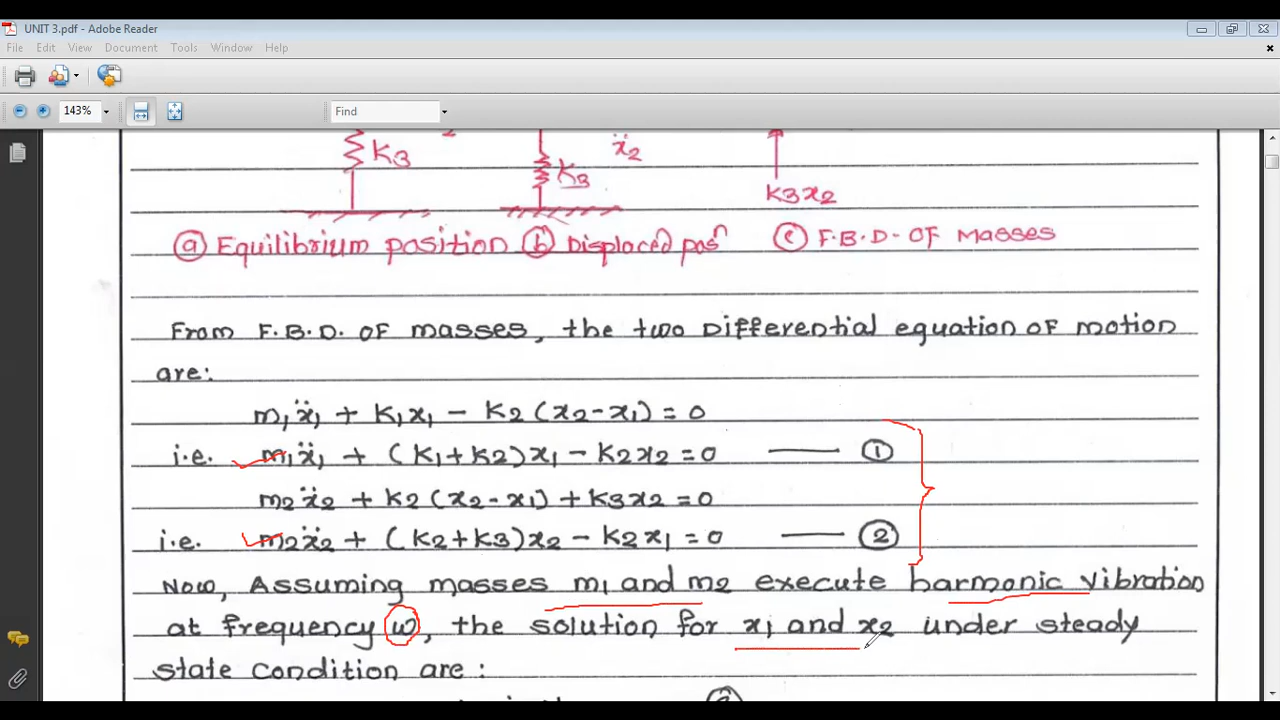 UNIT 3.pdf - Adobe Reader
File Edit View Document Tools Window Help
143% Find
K3 K3 ẍ2 K3x2
(a) Equilibrium position (b) Displaced posⁿ (c) F.B.D. OF Masses
From F.B.D. OF masses, the two Differential equation OF motion
are:
m1ẍ1 + K1x1 - K2(x2-x1) = 0
i.e. m1ẍ1 + (K1+K2)x1 - K2x2 = 0 —— (1)
m2ẍ2 + K2(x2-x1) + K3x2 = 0
i.e. m2ẍ2 + (K2+K3)x2 - K2x1 = 0 —— (2)
Now, Assuming masses m1 and m2 execute harmonic vibration
at frequency ω, the solution for x1 and x2 under steady
state condition are: